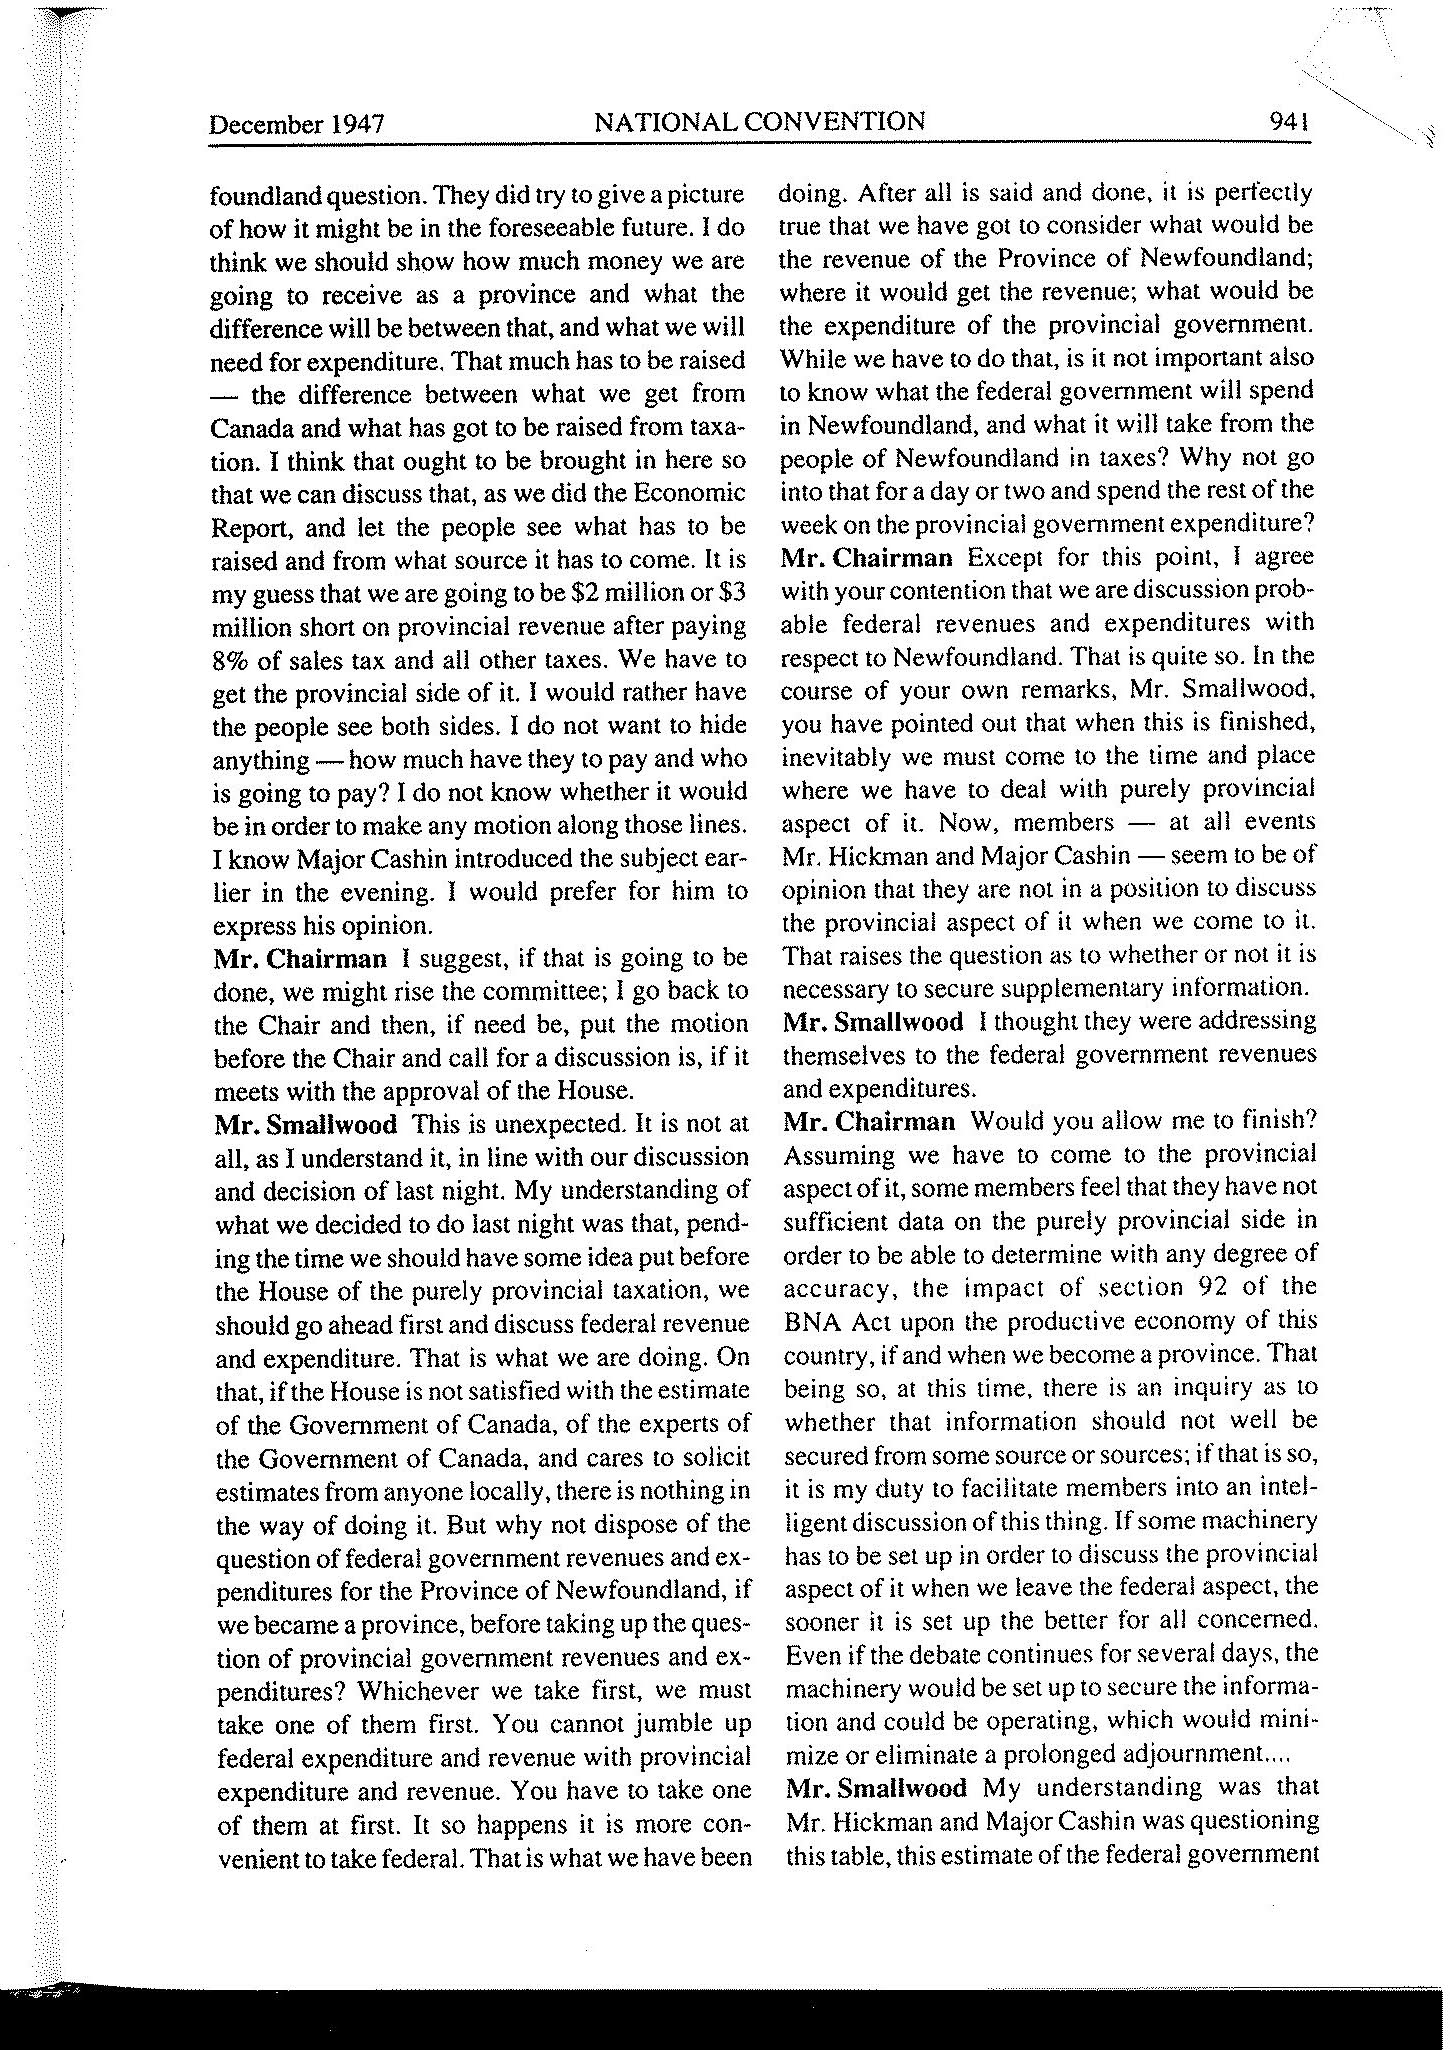 December 1947 NATIONAL CONVENTION 941
foundland question. They did try to give a picture
of how it might be in the foreseeable future. I do
think we should show how much money we are
going to receive as a province and what the
difference will be between that, and what we will
need for expenditure. That much has to be raised
— the difference between what we get from
Canada and what has got to be raised from taxa-
tion. I think that ought to be brought in here so
that we can discuss that, as we did the Economic
Report, and let the people see what has to be
raised and from what source it has to come. It is
my guess that we are going to be $2 million or $3
million short on provincial revenue after paying
8% of sales tax and all other taxes. We have to
get the provincial side of it. I would rather have
the people see both sides. I do not want to hide
anything — how much have they to pay and who
is going to pay? I do not know whether it would
be in order to make any motion along those lines.
I know Major Cashin introduced the subject ear-
lier in the evening. I would prefer for him to
express his opinion.
Mr. Chairman I suggest, if that is going to be
done, we might rise the committee; I go back to
the Chair and then, if need be, put the motion
before the Chair and call for a discussion is, if it
meets with the approval of the House.
Mr. Smallwood This is unexpected. It is not at
all, as I understand it, in line with our discussion
and decision of last night. My understanding of
what we decided to do last night was that, pend-
ing the time we should have some idea put before
the House of the purely provincial taxation, we
should go ahead first and discuss federal revenue
and expenditure. That is what we are doing. On
that, if the House is not satisfied with the estimate
of the Government of Canada, of the experts of
the Government of Canada, and cares to solicit
estimates from anyone locally, there is nothing in
the way of doing it. But why not dispose of the
question of federal government revenues and ex-
penditures for the Province of Newfoundland, if
we became a province, before taking up the ques-
tion of provincial government revenues and ex-
penditures? Whichever we take first, we must
take one of them first. You cannot jumble up
federal expenditure and revenue with provincial
expenditure and revenue. You have to take one
of them at first. It so happens it is more con-
venient to take federal. That is what we have been
doing. After all is said and done, it is perfectly
true that we have got to consider what would be
the revenue of the Province of Newfoundland;
where it would get the revenue; what would be
the expenditure of the provincial government.
While we have to do that, is it not important also
to know what the federal government will spend
in Newfoundland, and what it will take from the
people of Newfoundland in taxes? Why not go
into that for a day or two and spend the rest of the
week on the provincial government expenditure?
Mr. Chairman Except for this point, I agree
with your contention that we are discussion prob-
able federal revenues and expenditures with
respect to Newfoundland. That is quite so. In the
course of your own remarks, Mr. Smallwood,
you have pointed out that when this is finished,
inevitably we must come to the time and place
where we have to deal with purely provincial
aspect of it. Now, members — at all events
Mr. Hickman and Major Cashin — seem to be of
opinion that they are not in a position to discuss
the provincial aspect of it when we come to it.
That raises the question as to whether or not it is
necessary to secure supplementary information.
Mr. Smallwood I thought they were addressing
themselves to the federal government revenues
and expenditures.
Mr. Chairman Would you allow me to finish?
Assuming we have to come to the provincial
aspect of it, some members feel that they have not
sufficient data on the purely provincial side in
order to be able to determine with any degree of
accuracy, the impact of section 92 of the
BNA Act upon the productive economy of this
country, if and when we become a province. That
being so, at this time, there is an inquiry as to
whether that information should not well be
secured from some source or sources; if that is so,
it is my duty to facilitate members into an intel-
ligent discussion of this thing. If some machinery
has to be set up in order to discuss the provincial
aspect of it when we leave the federal aspect, the
sooner it is set up the better for all concerned.
Even if the debate continues for several days, the
machinery would be set up to secure the informa-
tion and could be operating, which would mini-
mize or eliminate a prolonged adjournment....
Mr. Smallwood My understanding was that
Mr. Hickman and Major Cashin was questioning
this table, this estimate of the federal government